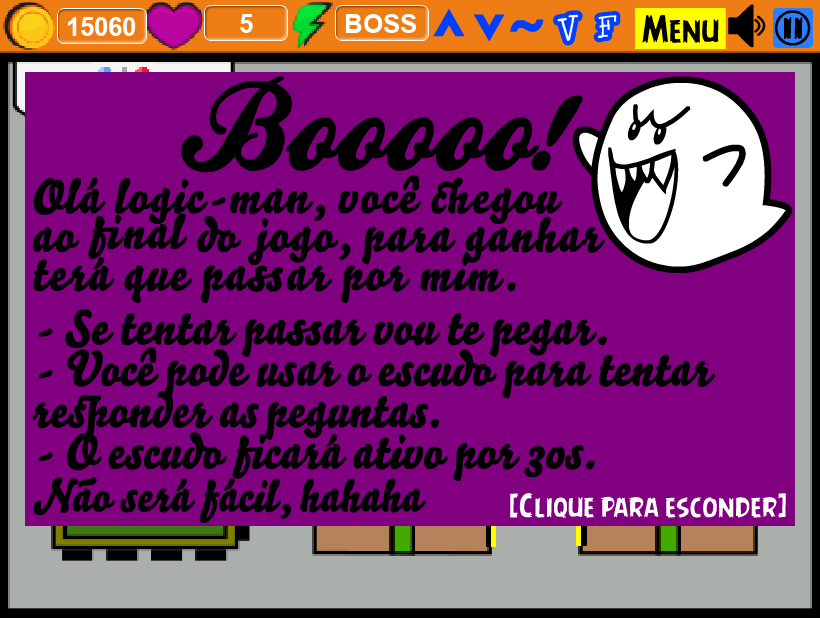 15060 5 BOSS V F MENU
Booooo!
Olá logic-man, você chegou
ao final do jogo, para ganhar
terá que passar por mim.
- Se tentar passar vou te pegar.
- Você pode usar o escudo para tentar
responder as peguntas.
- O escudo ficará ativo por 30s.
Não será fácil, hahaha
[CLIQUE PARA ESCONDER]